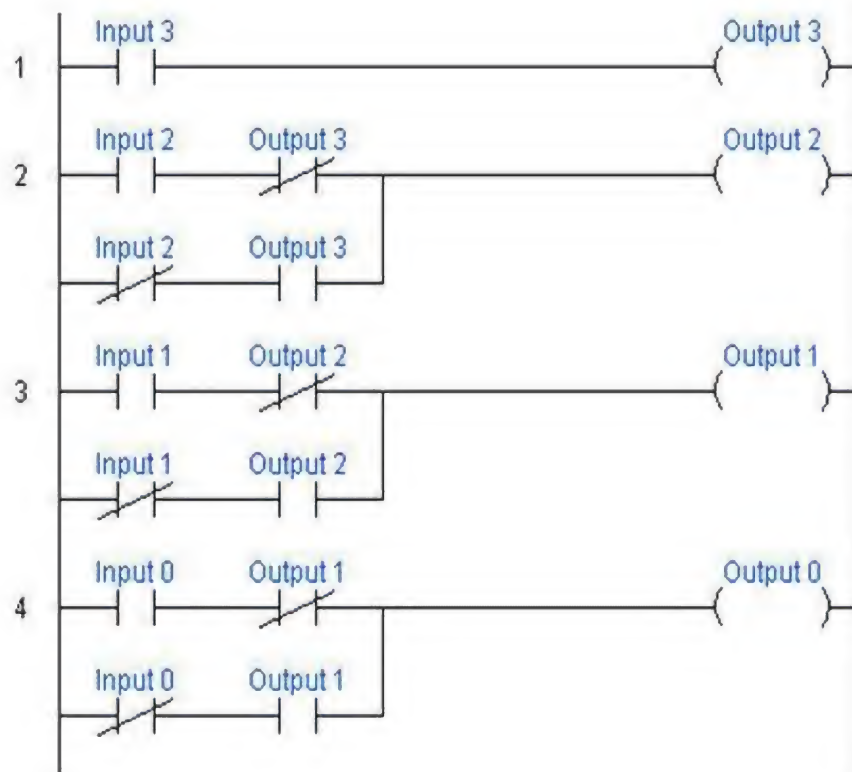 Input 3 Output 3
1
Input 2 Output 3 Output 2
2
Input 2 Output 3
Input 1 Output 2 Output 1
3
Input 1 Output 2
Input 0 Output 1 Output 0
4
Input 0 Output 1